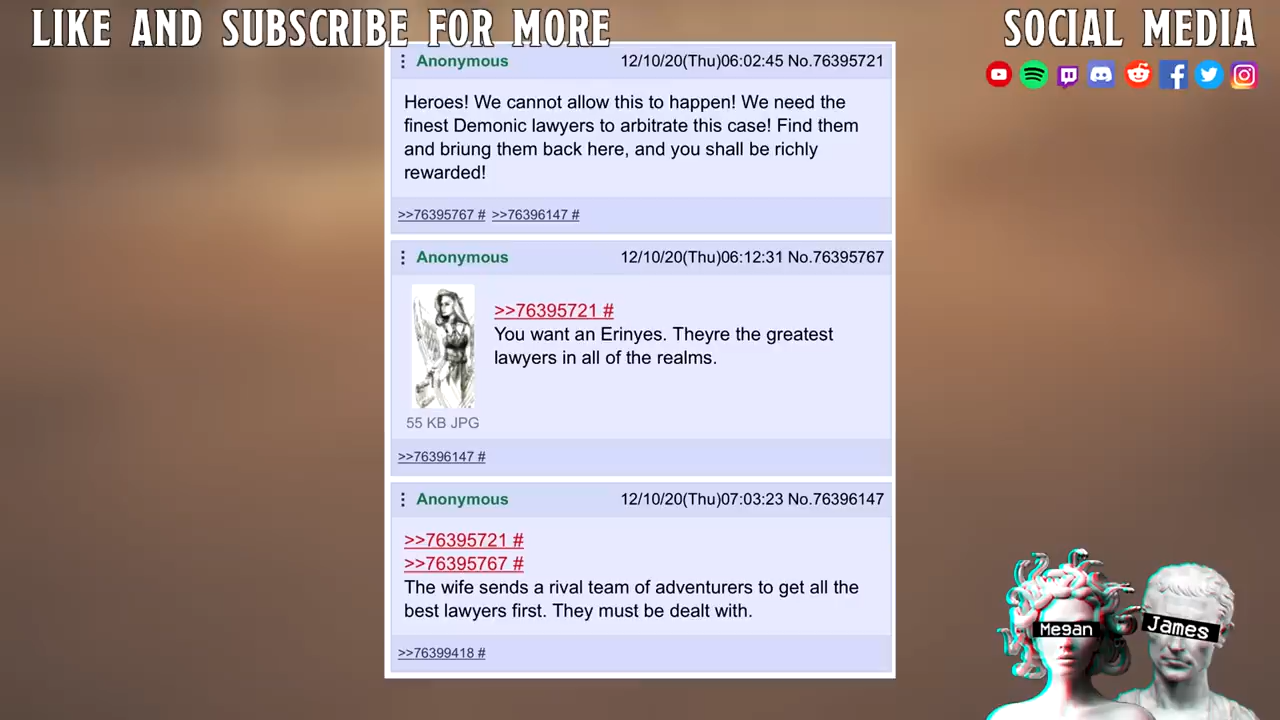 LIKE AND SUBSCRIBE FOR MORE
SOCIAL MEDIA
Anonymous 12/10/20(Thu)06:02:45 No.76395721
Heroes! We cannot allow this to happen! We need the
finest Demonic lawyers to arbitrate this case! Find them
and briung them back here, and you shall be richly
rewarded!
>>76395767 # >>76396147 #
Anonymous 12/10/20(Thu)06:12:31 No.76395767
>>76395721 #
You want an Erinyes. Theyre the greatest
lawyers in all of the realms.
55 KB JPG
>>76396147 #
Anonymous 12/10/20(Thu)07:03:23 No.76396147
>>76395721 #
>>76395767 #
The wife sends a rival team of adventurers to get all the
best lawyers first. They must be dealt with.
>>76399418 #
Megan
James